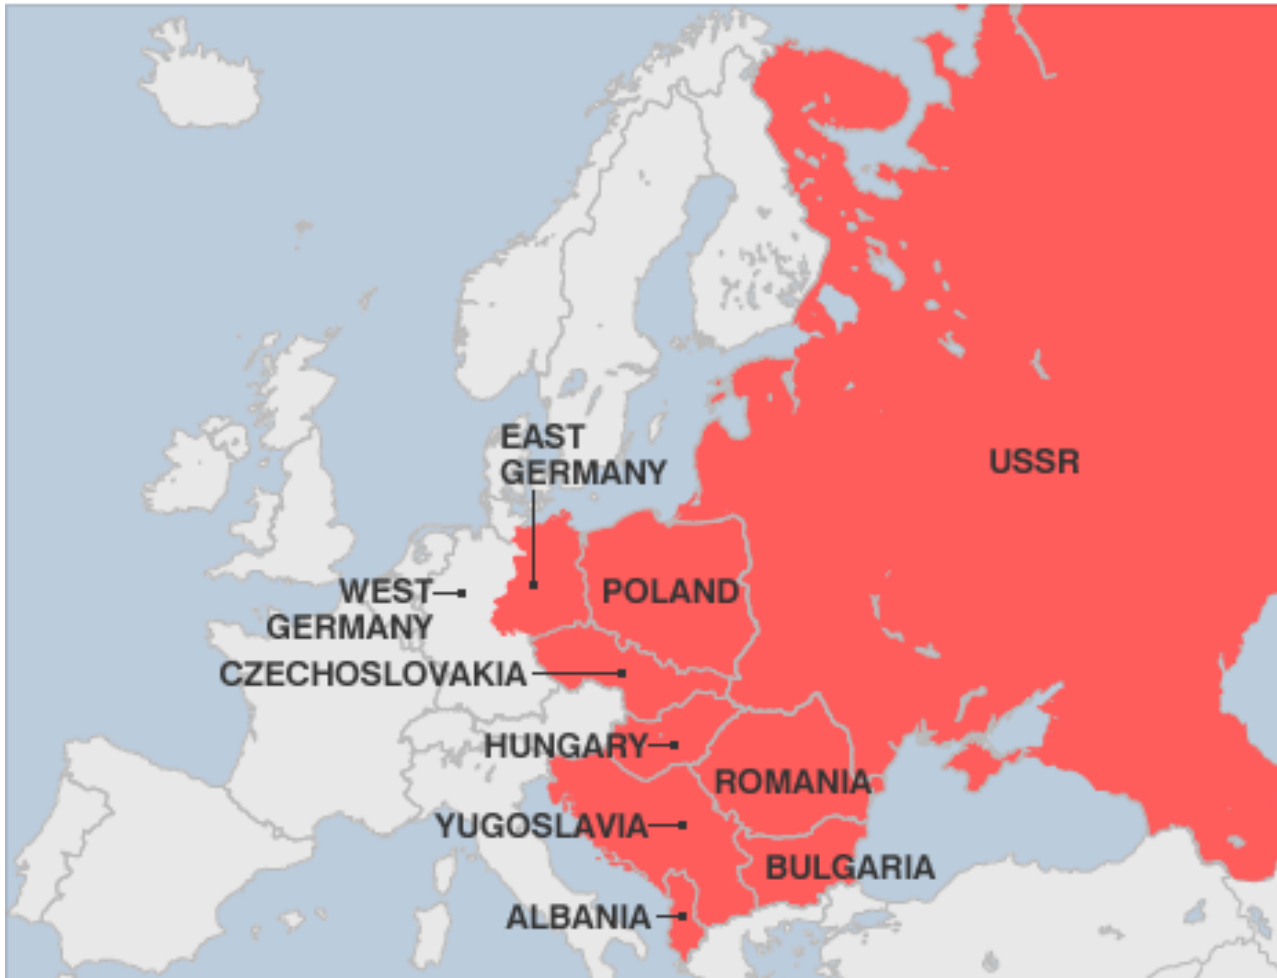 EAST
GERMANY
USSR
WEST
GERMANY
POLAND
CZECHOSLOVAKIA
HUNGARY
ROMANIA
YUGOSLAVIA
BULGARIA
ALBANIA